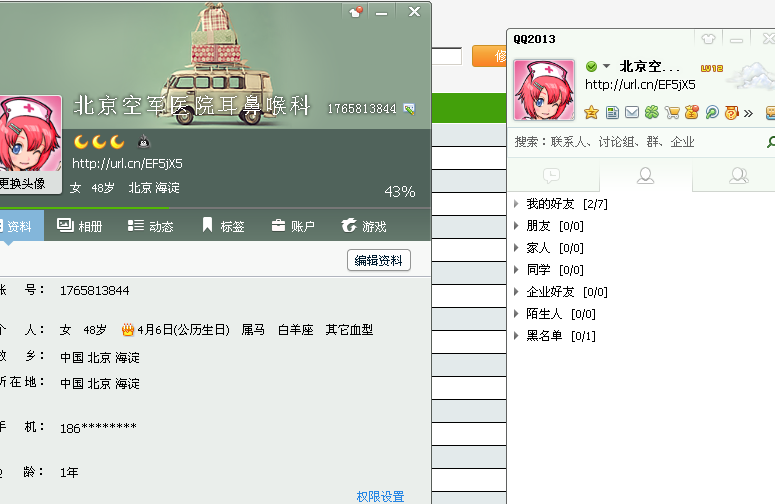 北京空军医院耳鼻喉科 1765813844
http://url.cn/EF5jX5
女 48岁 北京 海淀
43%
更换头像
资料 相册 动态 标签 账户 游戏
编辑资料
号： 1765813844
人： 女 48岁 4月6日(公历生日) 属马 白羊座 其它血型
乡： 中国 北京 海淀
所在地： 中国 北京 海淀
机： 186********
龄： 1年
权限设置
修
QQ2013
北京空... LV12
http://url.cn/EF5jX5
搜索：联系人、讨论组、群、企业
我的好友 [2/7]
朋友 [0/0]
家人 [0/0]
同学 [0/0]
企业好友 [0/0]
陌生人 [0/0]
黑名单 [0/1]